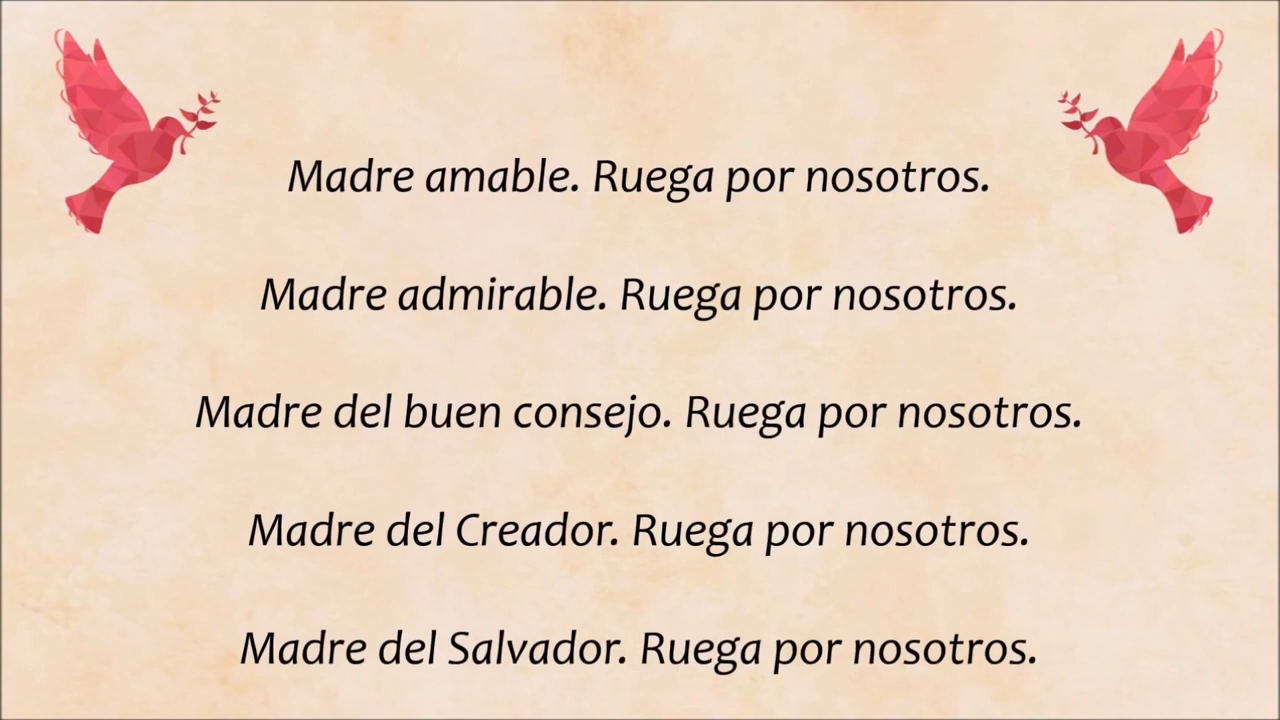 Madre amable. Ruega por nosotros.
Madre admirable. Ruega por nosotros.
Madre del buen consejo. Ruega por nosotros.
Madre del Creador. Ruega por nosotros.
Madre del Salvador. Ruega por nosotros.